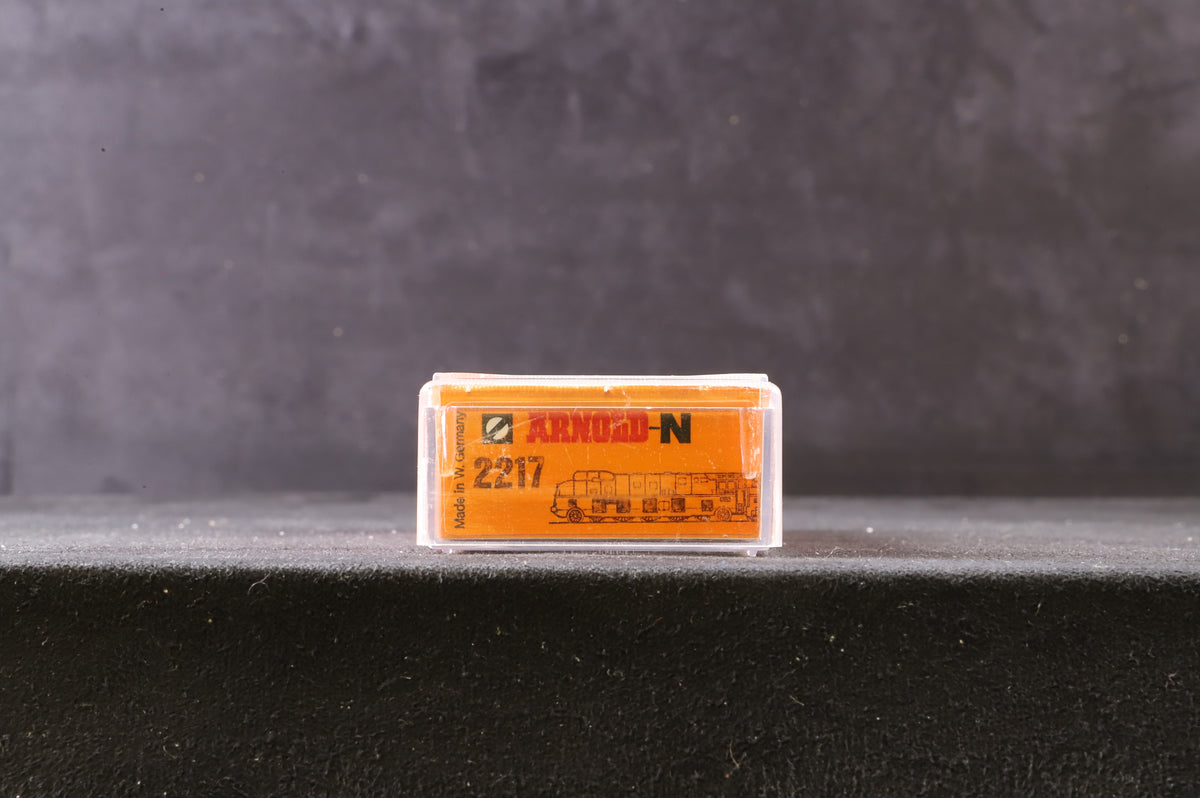 ARNOLD-N
2217
Made in W. Germany